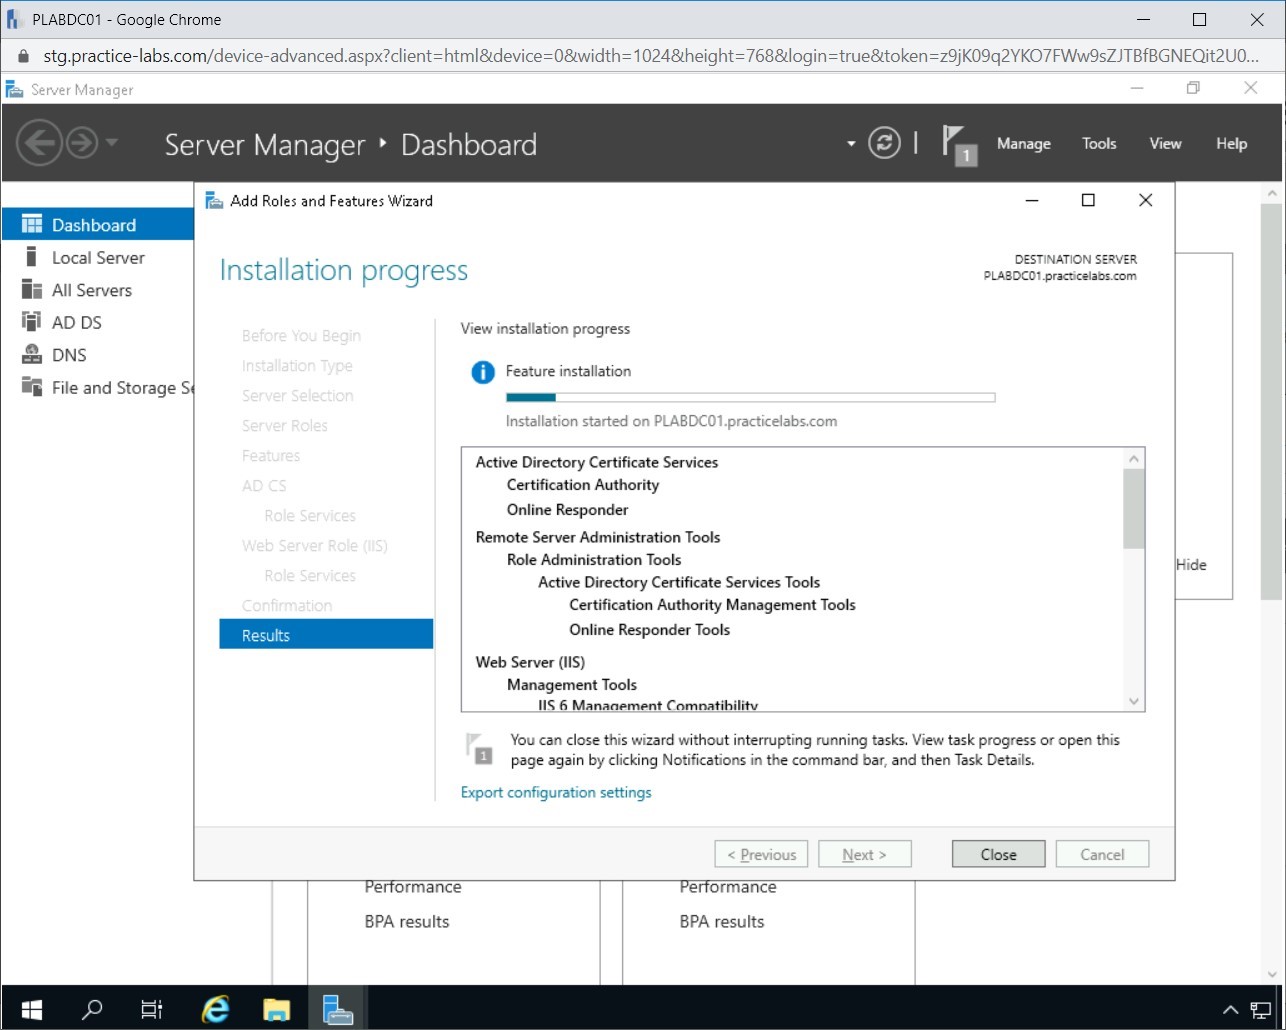 PLABDC01 - Google Chrome
stg.practice-labs.com/device-advanced.aspx?client=html&device=0&width=1024&height=768&login=true&token=z9jK09q2YKO7FWw9sZJTBfBGNEQit2U0...
Server Manager
Server Manager ‣ Dashboard
1
Manage
Tools
View
Help
Add Roles and Features Wizard
Dashboard
Local Server
All Servers
AD DS
DNS
File and Storage Se
Installation progress
DESTINATION SERVER
PLABDC01.practicelabs.com
Before You Begin
Installation Type
Server Selection
Server Roles
Features
AD CS
Role Services
Web Server Role (IIS)
Role Services
Confirmation
Results
View installation progress
Feature installation
Installation started on PLABDC01.practicelabs.com
Active Directory Certificate Services
Certification Authority
Online Responder
Remote Server Administration Tools
Role Administration Tools
Active Directory Certificate Services Tools
Certification Authority Management Tools
Online Responder Tools
Web Server (IIS)
Management Tools
IIS 6 Management Compatibility
Hide
1
You can close this wizard without interrupting running tasks. View task progress or open this
page again by clicking Notifications in the command bar, and then Task Details.
Export configuration settings
< Previous
Next >
Close
Cancel
Performance
BPA results
Performance
BPA results